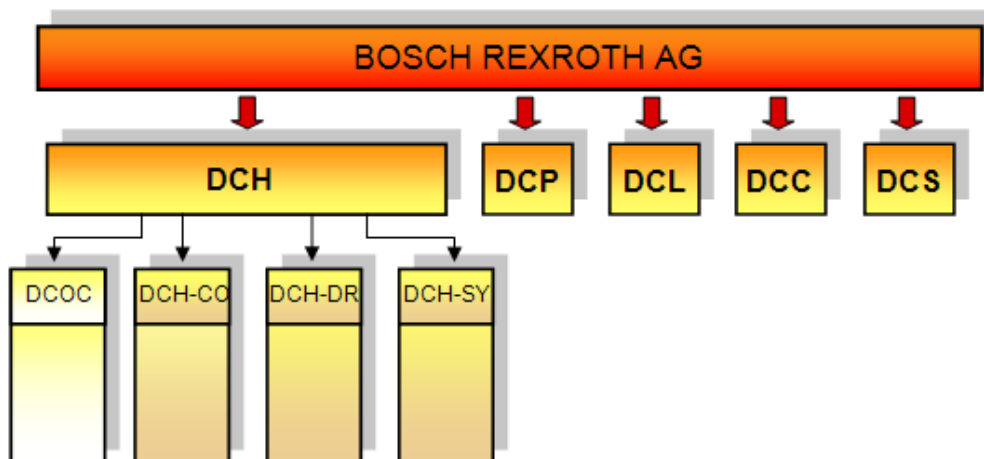 BOSCH REXROTH AG
DCH
DCP
DCL
DCC
DCS
DCOC
DCH-CO
DCH-DR
DCH-SY